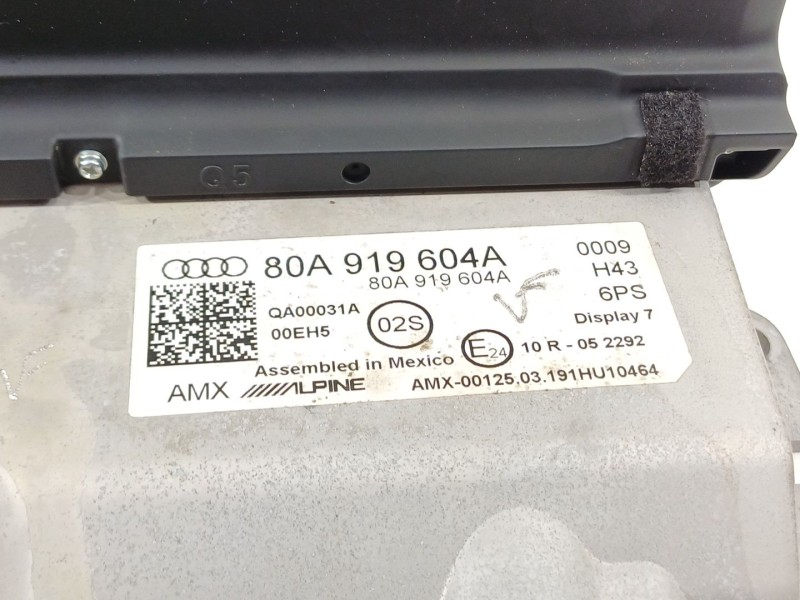 Q5
80A 919 604A
80A 919 604A
0009
H43
6PS
Display 7
QA00031A
00EH5
02S
E24
10 R - 05 2292
Assembled in Mexico
AMX
ALPINE
AMX-00125,03.191HU10464